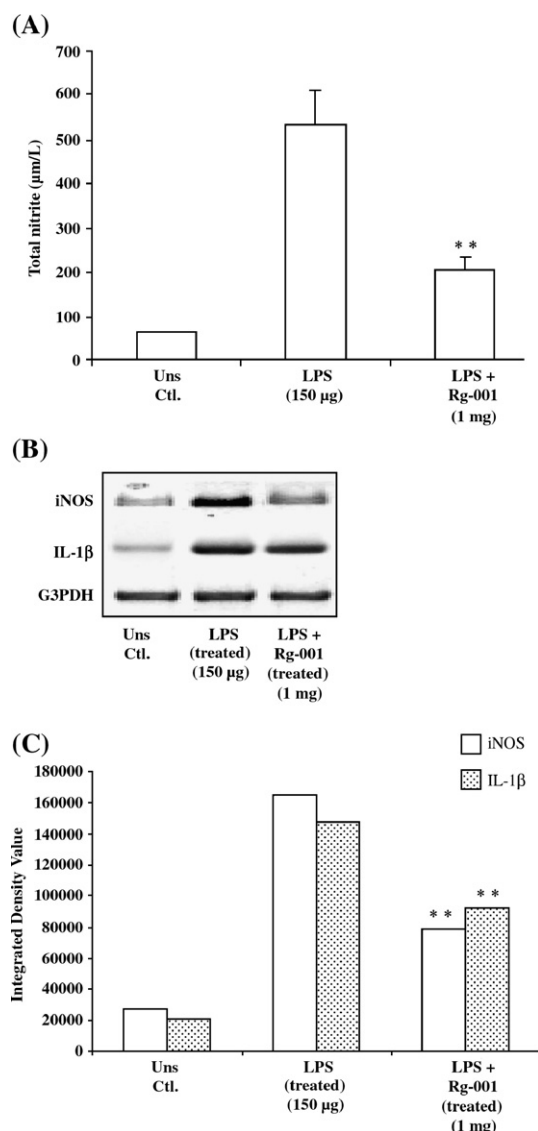 (A)
700
600
500
400
300
200
100
0
Total nitrite (µm/L)
* *
Uns
Ctl.
LPS
(150 µg)
LPS +
Rg-001
(1 mg)
(B)
iNOS
IL-1β
G3PDH
Uns
Ctl.
LPS
(treated)
(150 µg)
LPS +
Rg-001
(treated)
(1 mg)
(C)
iNOS
IL-1β
180000
160000
140000
120000
100000
80000
60000
40000
20000
0
Integrated Density Value
* *
* *
Uns
Ctl.
LPS
(treated)
(150 µg)
LPS +
Rg-001
(treated)
(1 mg)